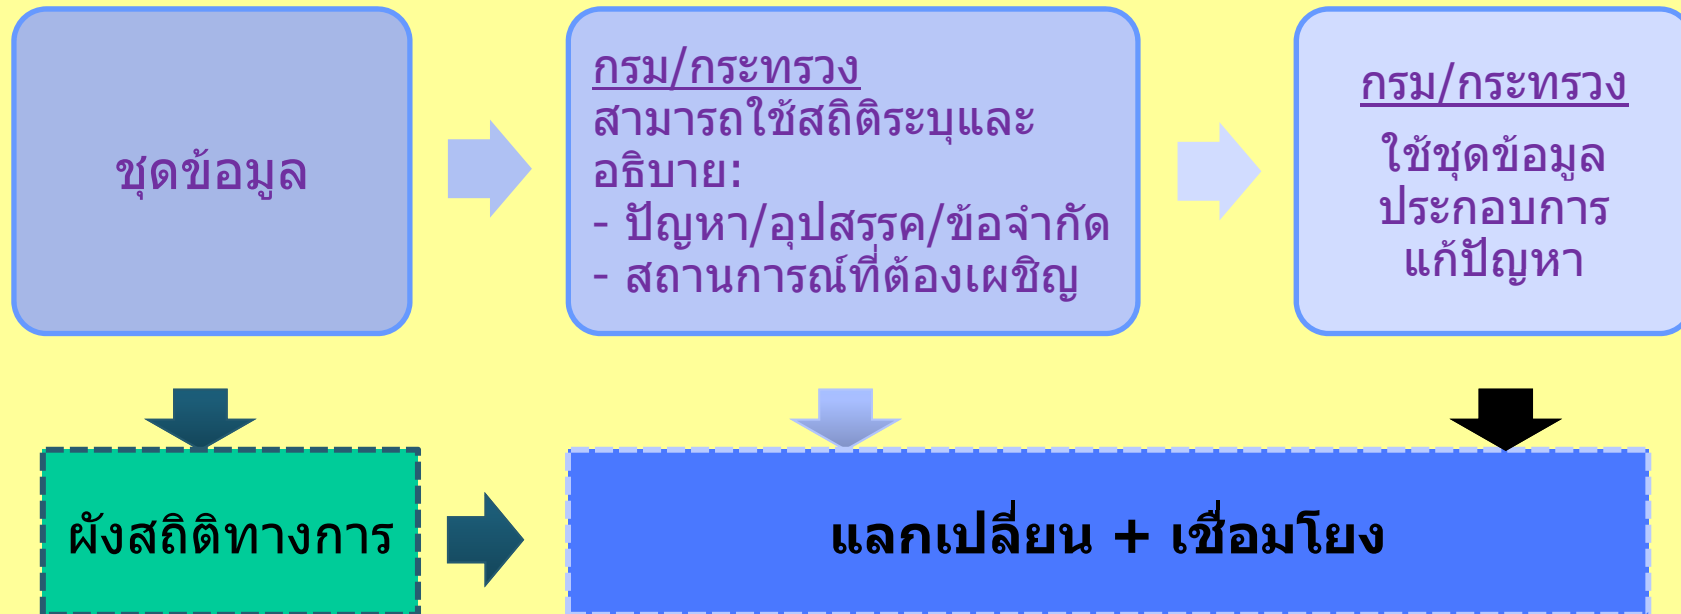 ชุดข้อมูล
กรม/กระทรวง
สามารถใช้สถิติระบุและ
อธิบาย:
- ปัญหา/อุปสรรค/ข้อจำกัด
- สถานการณ์ที่ต้องเผชิญ
กรม/กระทรวง
ใช้ชุดข้อมูล
ประกอบการ
แก้ปัญหา
ผังสถิติทางการ
แลกเปลี่ยน + เชื่อมโยง